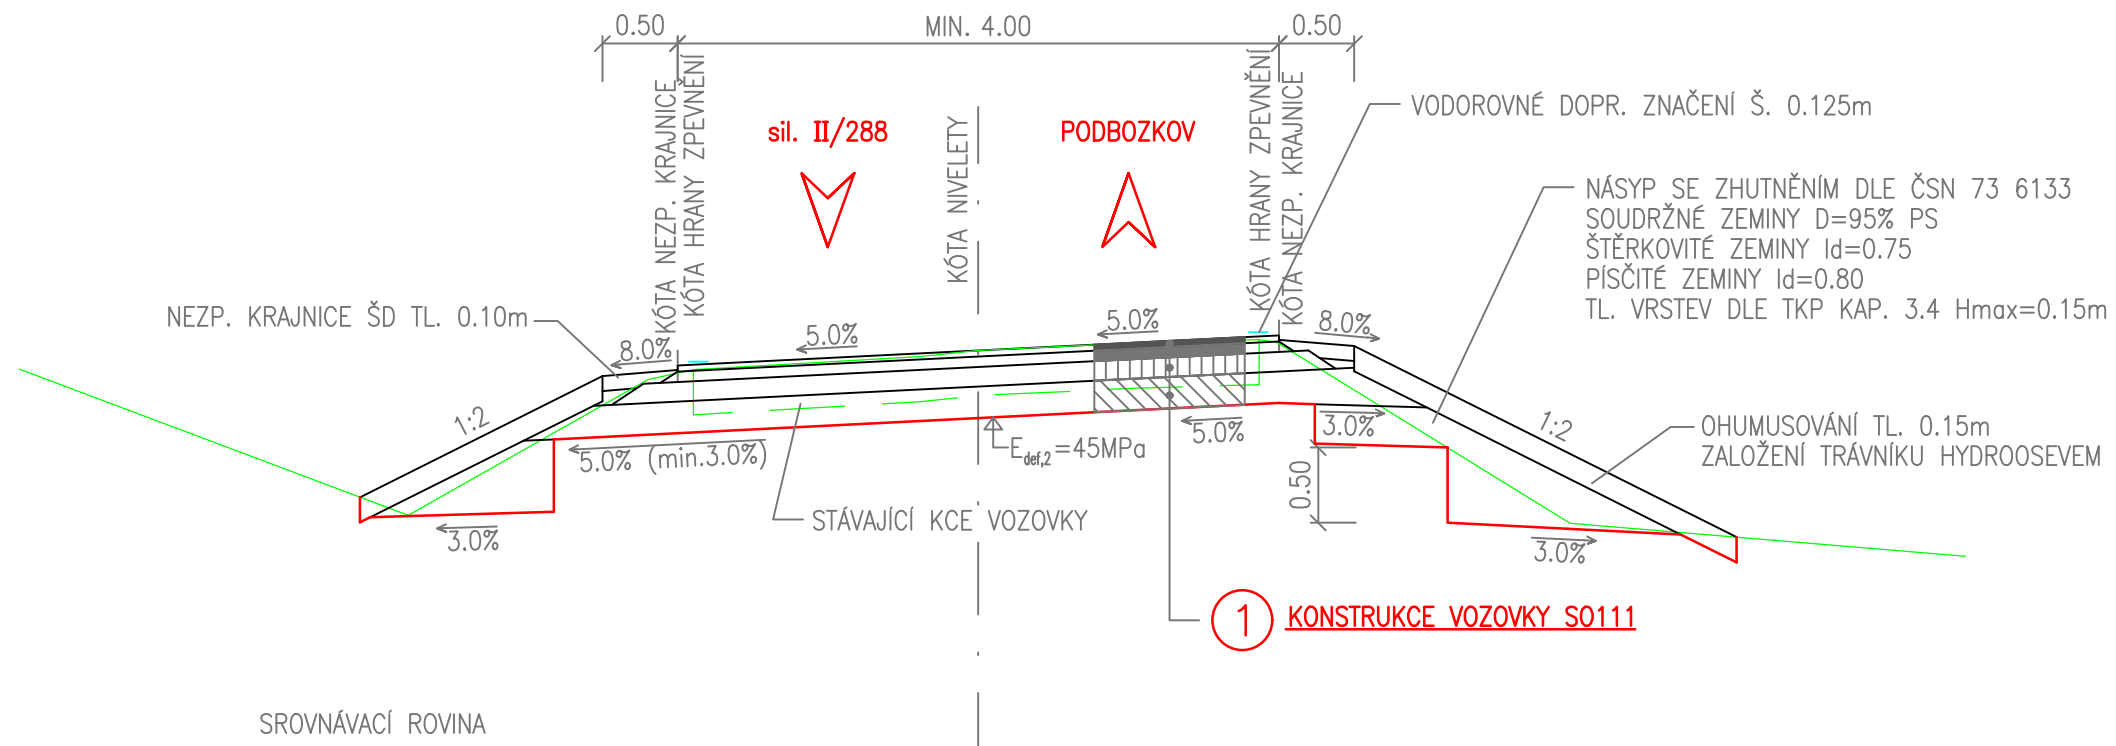 0.50
MIN. 4.00
0.50
KÓTA NEZP. KRAJNICE
KÓTA HRANY ZPEVNĚNÍ
sil. II/288
KÓTA NIVELETY
PODBOZKOV
KÓTA HRANY ZPEVNĚNÍ
KÓTA NEZP. KRAJNICE
VODOROVNÉ DOPR. ZNAČENÍ Š. 0.125m
NÁSYP SE ZHUTNĚNÍM DLE ČSN 73 6133
SOUDRŽNÉ ZEMINY D=95% PS
ŠTĚRKOVITÉ ZEMINY Id=0.75
PÍSČITÉ ZEMINY Id=0.80
TL. VRSTEV DLE TKP KAP. 3.4 Hmax=0.15m
NEZP. KRAJNICE ŠD TL. 0.10m
8.0%
5.0%
5.0%
8.0%
1:2
1:2
5.0% (min.3.0%)
Edef,2=45MPa
5.0%
3.0%
0.50
OHUMUSOVÁNÍ TL. 0.15m
ZALOŽENÍ TRÁVNÍKU HYDROOSEVEM
3.0%
STÁVAJÍCÍ KCE VOZOVKY
3.0%
1 KONSTRUKCE VOZOVKY SO111
SROVNÁVACÍ ROVINA